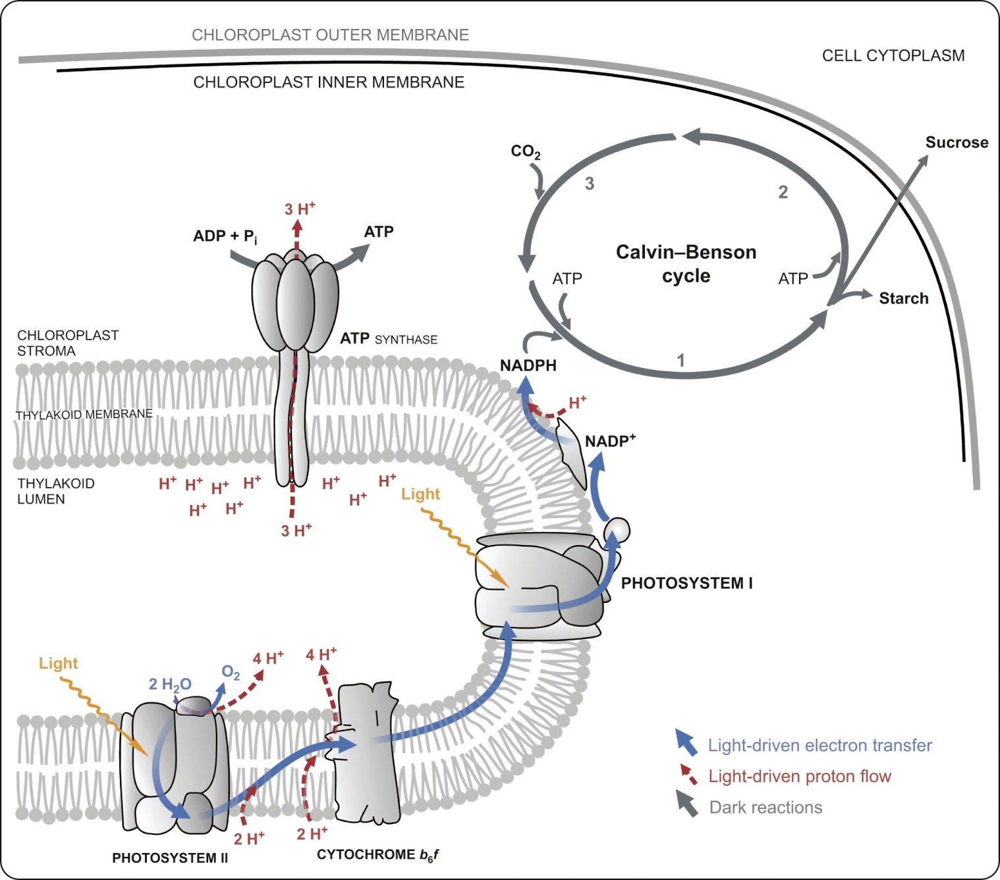 CHLOROPLAST OUTER MEMBRANE
CELL CYTOPLASM
CHLOROPLAST INNER MEMBRANE
Sucrose
CO₂
3
2
3 H⁺
ADP + Pᵢ
ATP
Calvin–Benson
cycle
ATP
ATP
Starch
CHLOROPLAST
STROMA
ATP SYNTHASE
1
NADPH
H⁺
THYLAKOID MEMBRANE
NADP⁺
THYLAKOID
LUMEN
H⁺ H⁺ H⁺ H⁺ H⁺ H⁺
H⁺ H⁺ H⁺
Light
3 H⁺
PHOTOSYSTEM I
Light
4 H⁺
4 H⁺
O₂
2 H₂O
Light-driven electron transfer
Light-driven proton flow
Dark reactions
2 H⁺
2 H⁺
PHOTOSYSTEM II
CYTOCHROME b₆f